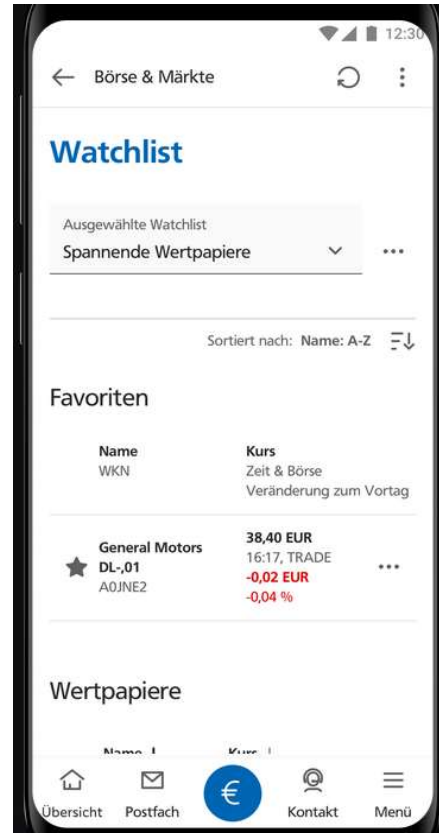 12:30
Börse & Märkte
Watchlist
Ausgewählte Watchlist
Spannende Wertpapiere
Sortiert nach: Name: A-Z
Favoriten
Name
WKN
Kurs
Zeit & Börse
Veränderung zum Vortag
General Motors
DL-,01
A0JNE2
38,40 EUR
16:17, TRADE
-0,02 EUR
-0,04 %
Wertpapiere
Name
Kurs
Übersicht
Postfach
€
Kontakt
Menü